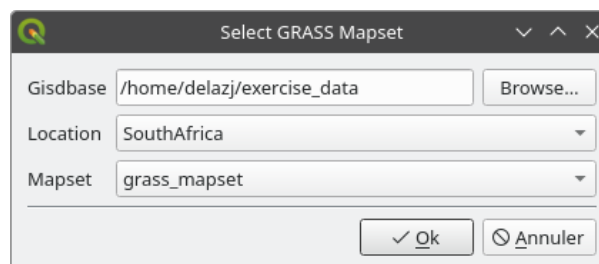 Select GRASS Mapset
Gisdbase /home/delazj/exercise_data Browse...
Location SouthAfrica
Mapset grass_mapset
Ok Annuler